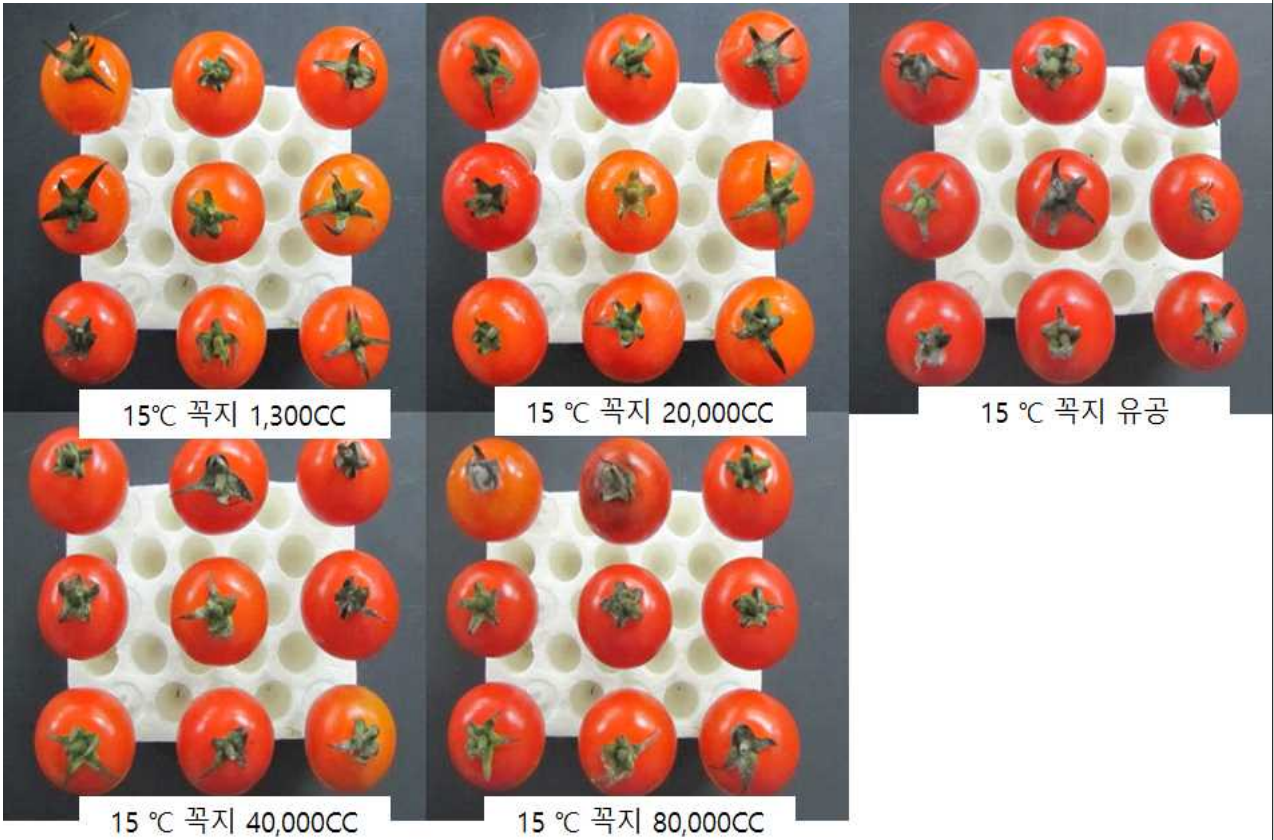 15℃ 꼭지 1,300CC
15 ℃ 꼭지 20,000CC
15 ℃ 꼭지 유공
15 ℃ 꼭지 40,000CC
15 ℃ 꼭지 80,000CC